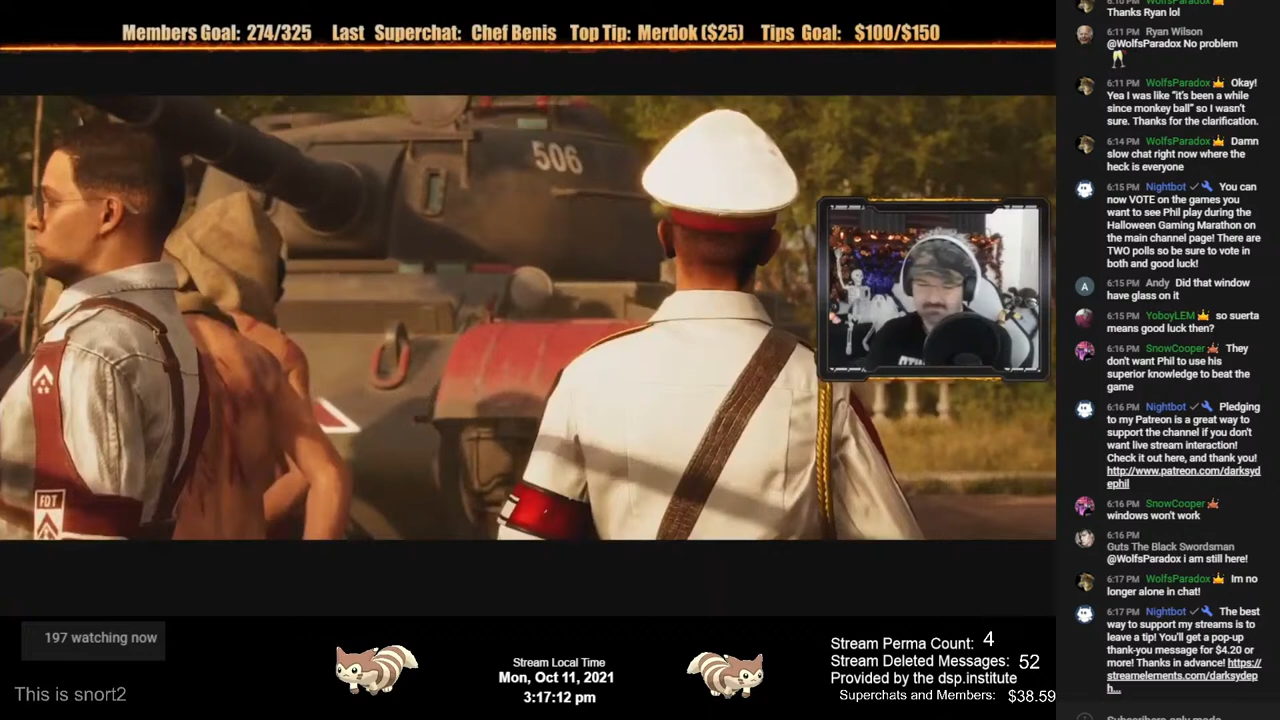 Members Goal: 274/325 Last Superchat: Chef Benis Top Tip: Merdok ($25) Tips Goal: $100/$150
506
FDT
197 watching now
This is snort2
Stream Local Time
Mon, Oct 11, 2021
3:17:12 pm
Stream Perma Count: 4
Stream Deleted Messages: 52
Provided by the dsp.institute
Superchats and Members: $38.59
6:10 PM WolfsParadox
Thanks Ryan lol
6:11 PM Ryan Wilson
@WolfsParadox No problem
6:11 PM WolfsParadox Okay!
Yea I was like "it's been a while
since monkey ball" so I wasn't
sure. Thanks for the clarification.
6:14 PM WolfsParadox Damn
slow chat right now where the
heck is everyone
6:15 PM Nightbot You can
now VOTE on the games you
want to see Phil play during the
Halloween Gaming Marathon on
the main channel page! There are
TWO polls so be sure to vote in
both and good luck!
A 6:15 PM Andy Did that window
have glass on it
6:15 PM YoboyLEM so suerta
means good luck then?
6:16 PM SnowCooper They
don't want Phil to use his
superior knowledge to beat the
game
6:16 PM Nightbot Pledging
to my Patreon is a great way to
support the channel if you don't
want live stream interaction!
Check it out here, and thank you!
http://www.patreon.com/darksyd
ephil
6:16 PM SnowCooper
windows won't work
6:16 PM
Guts The Black Swordsman
@WolfsParadox i am still here!
6:17 PM WolfsParadox Im no
longer alone in chat!
6:17 PM Nightbot The best
way to support my streams is to
leave a tip! You'll get a pop-up
thank-you message for $4.20 or
more! Thanks in advance! https://
streamelements.com/darksydep
h...
Subscribers-only mode